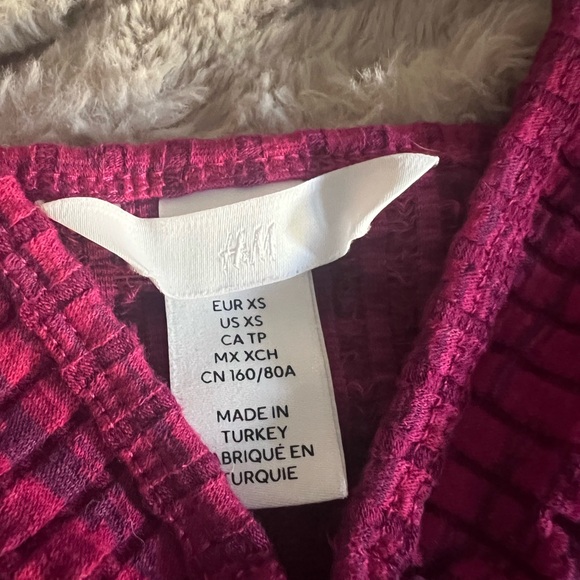 H&M
EUR XS
US XS
CA TP
MX XCH
CN 160/80A
MADE IN
TURKEY
ABRIQUÉ EN
TURQUIE